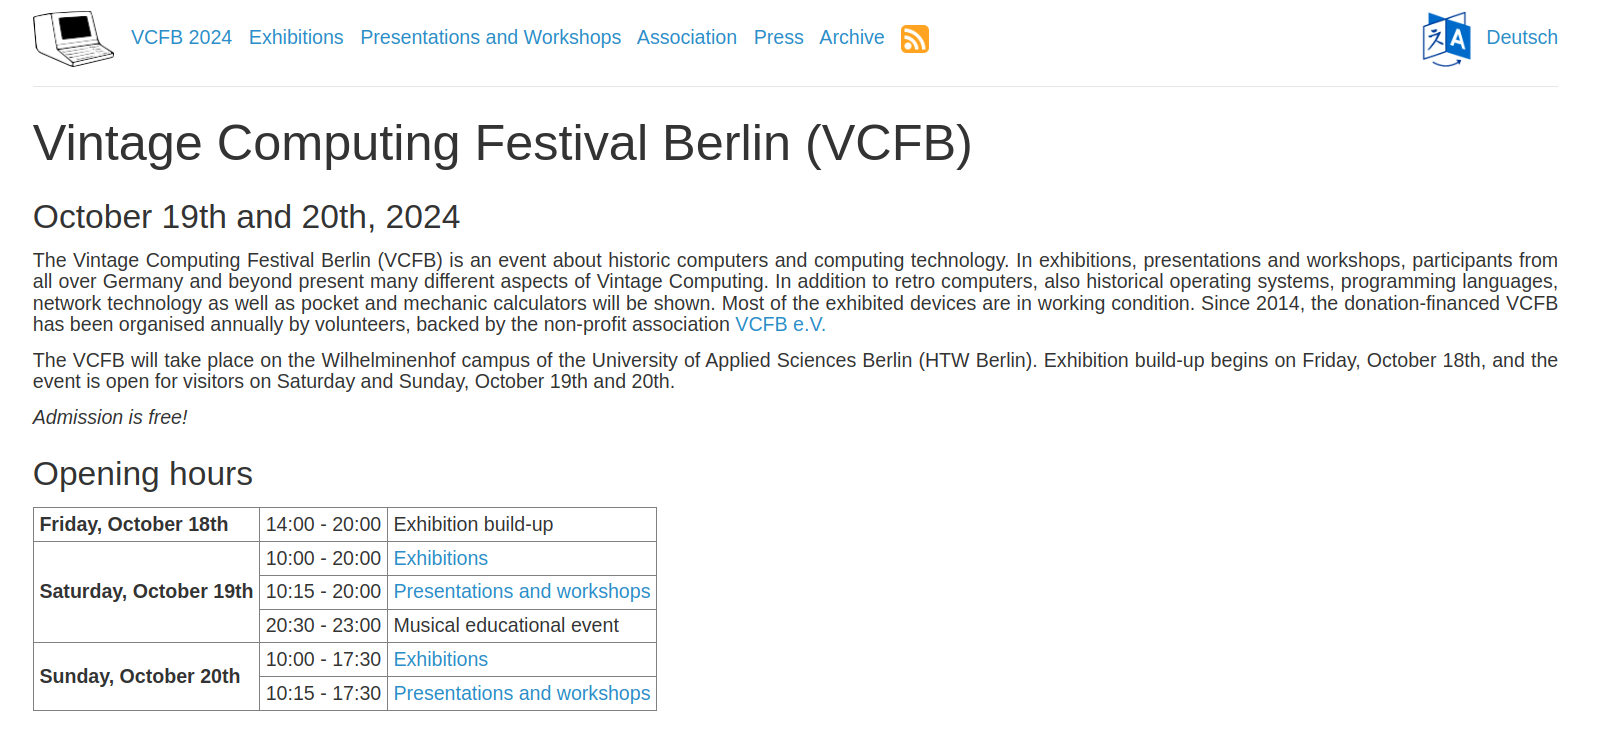 VCFB 2024 Exhibitions Presentations and Workshops Association Press Archive 文 A Deutsch
Vintage Computing Festival Berlin (VCFB)
October 19th and 20th, 2024
The Vintage Computing Festival Berlin (VCFB) is an event about historic computers and computing technology. In exhibitions, presentations and workshops, participants from
all over Germany and beyond present many different aspects of Vintage Computing. In addition to retro computers, also historical operating systems, programming languages,
network technology as well as pocket and mechanic calculators will be shown. Most of the exhibited devices are in working condition. Since 2014, the donation-financed VCFB
has been organised annually by volunteers, backed by the non-profit association VCFB e.V.
The VCFB will take place on the Wilhelminenhof campus of the University of Applied Sciences Berlin (HTW Berlin). Exhibition build-up begins on Friday, October 18th, and the
event is open for visitors on Saturday and Sunday, October 19th and 20th.
Admission is free!
Opening hours
Friday, October 18th 14:00 - 20:00 Exhibition build-up
Saturday, October 19th 10:00 - 20:00 Exhibitions
10:15 - 20:00 Presentations and workshops
20:30 - 23:00 Musical educational event
Sunday, October 20th 10:00 - 17:30 Exhibitions
10:15 - 17:30 Presentations and workshops